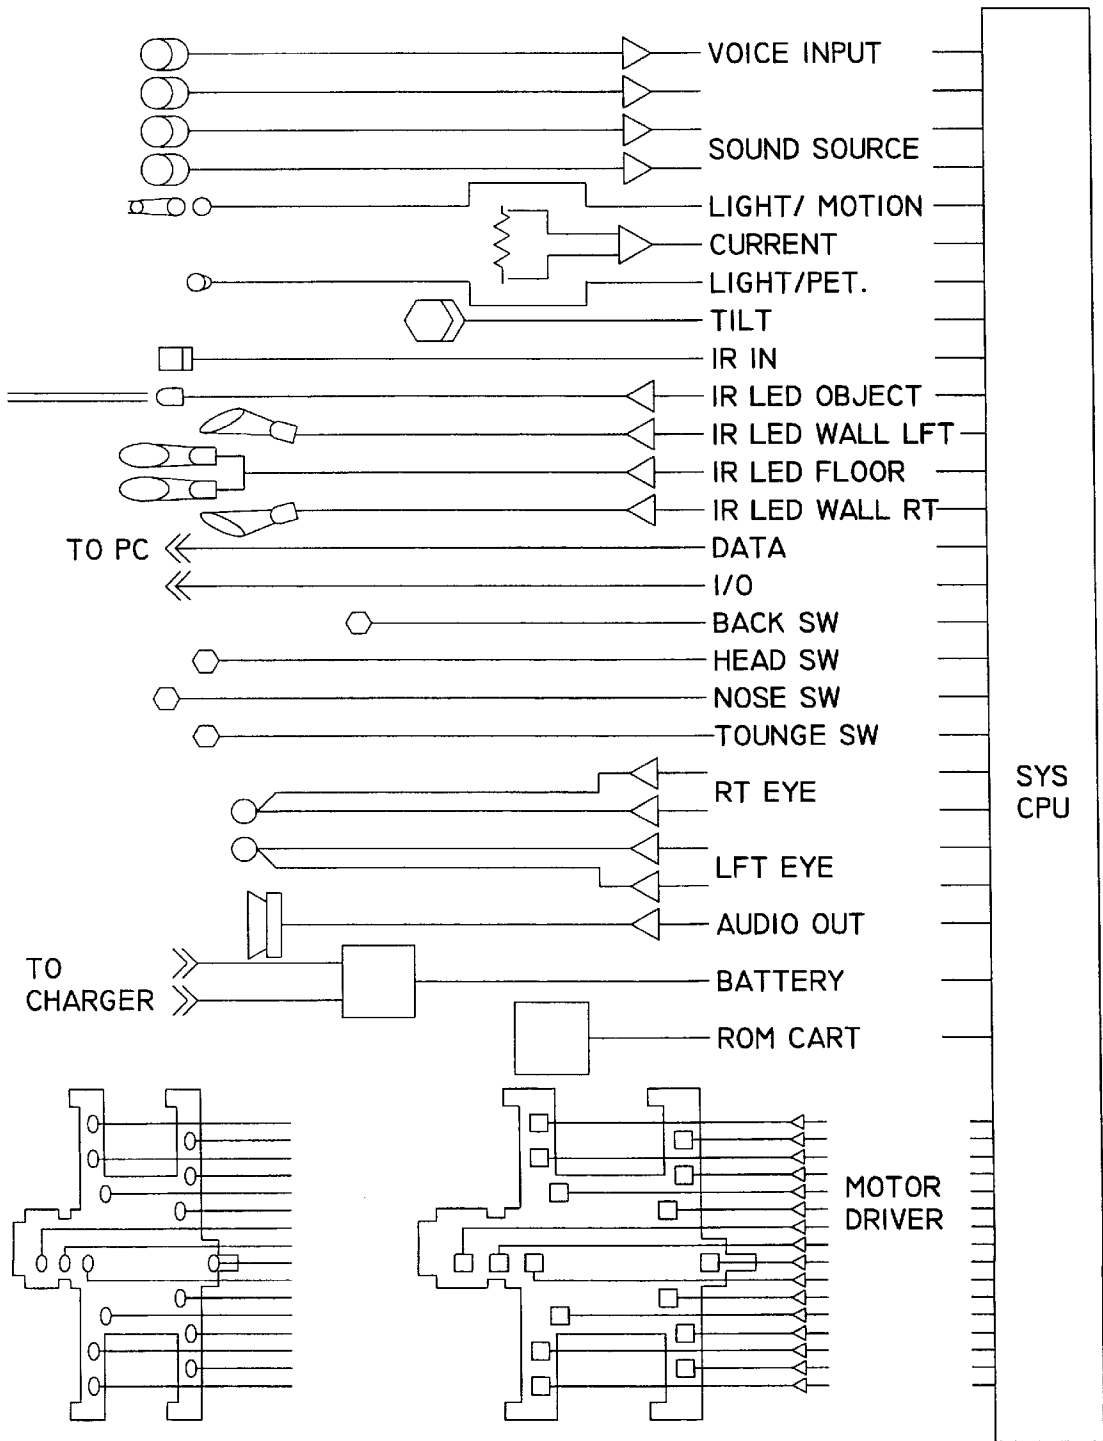 VOICE INPUT
SOUND SOURCE
LIGHT/ MOTION
CURRENT
LIGHT/PET.
TILT
IR IN
IR LED OBJECT
IR LED WALL LFT
IR LED FLOOR
IR LED WALL RT
TO PC
DATA
I/O
BACK SW
HEAD SW
NOSE SW
TOUNGE SW
RT EYE
SYS
CPU
LFT EYE
AUDIO OUT
TO
CHARGER
BATTERY
ROM CART
MOTOR
DRIVER